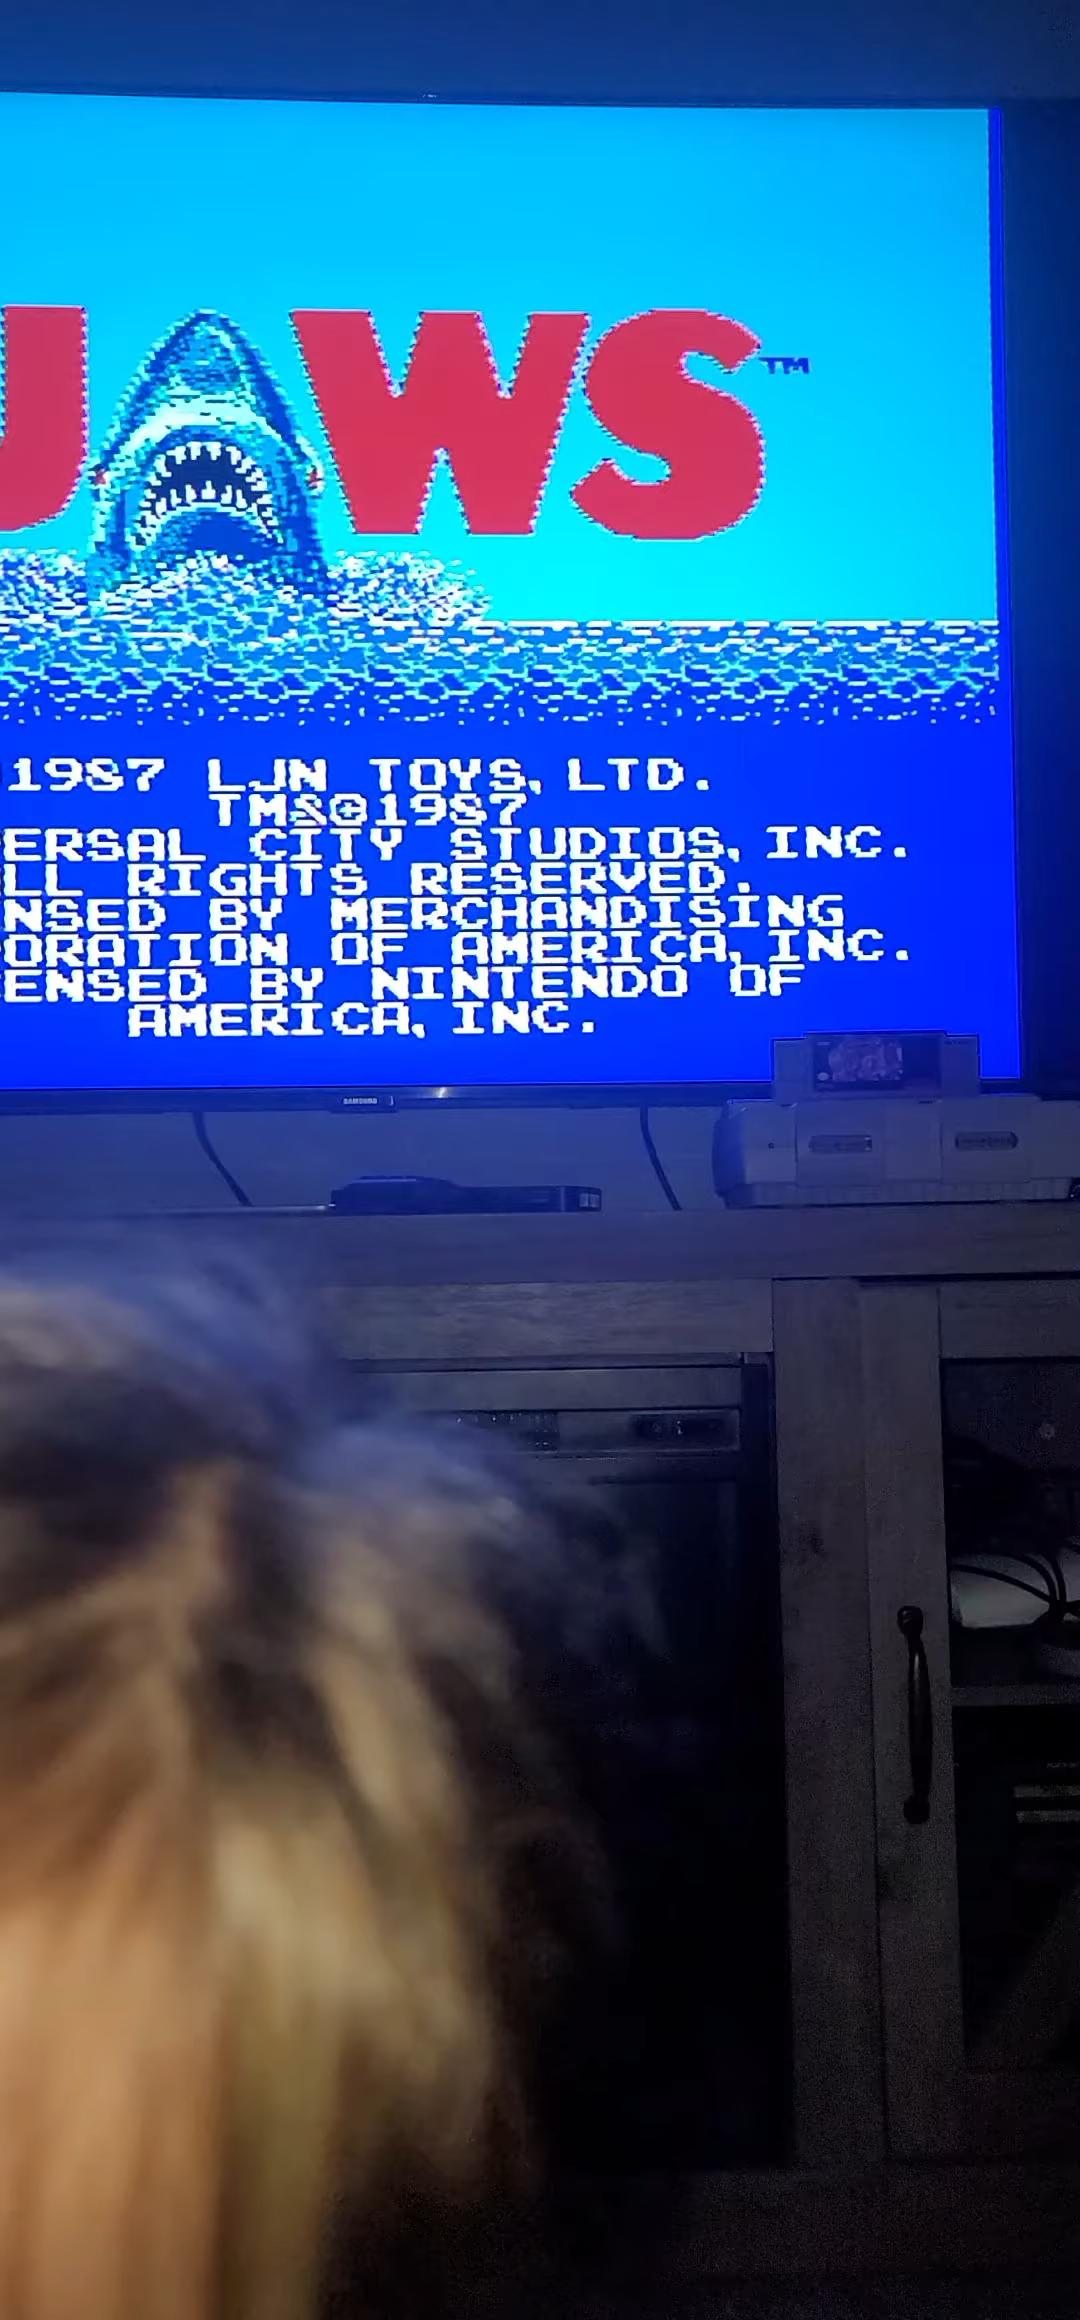 JAWS™
1987 LJN TOYS, LTD.
TM&©1987
ERSAL CITY STUDIOS, INC.
LL RIGHTS RESERVED.
NSED BY MERCHANDISING
ORATION OF AMERICA, INC.
ENSED BY NINTENDO OF
AMERICA, INC.
SAMSUNG